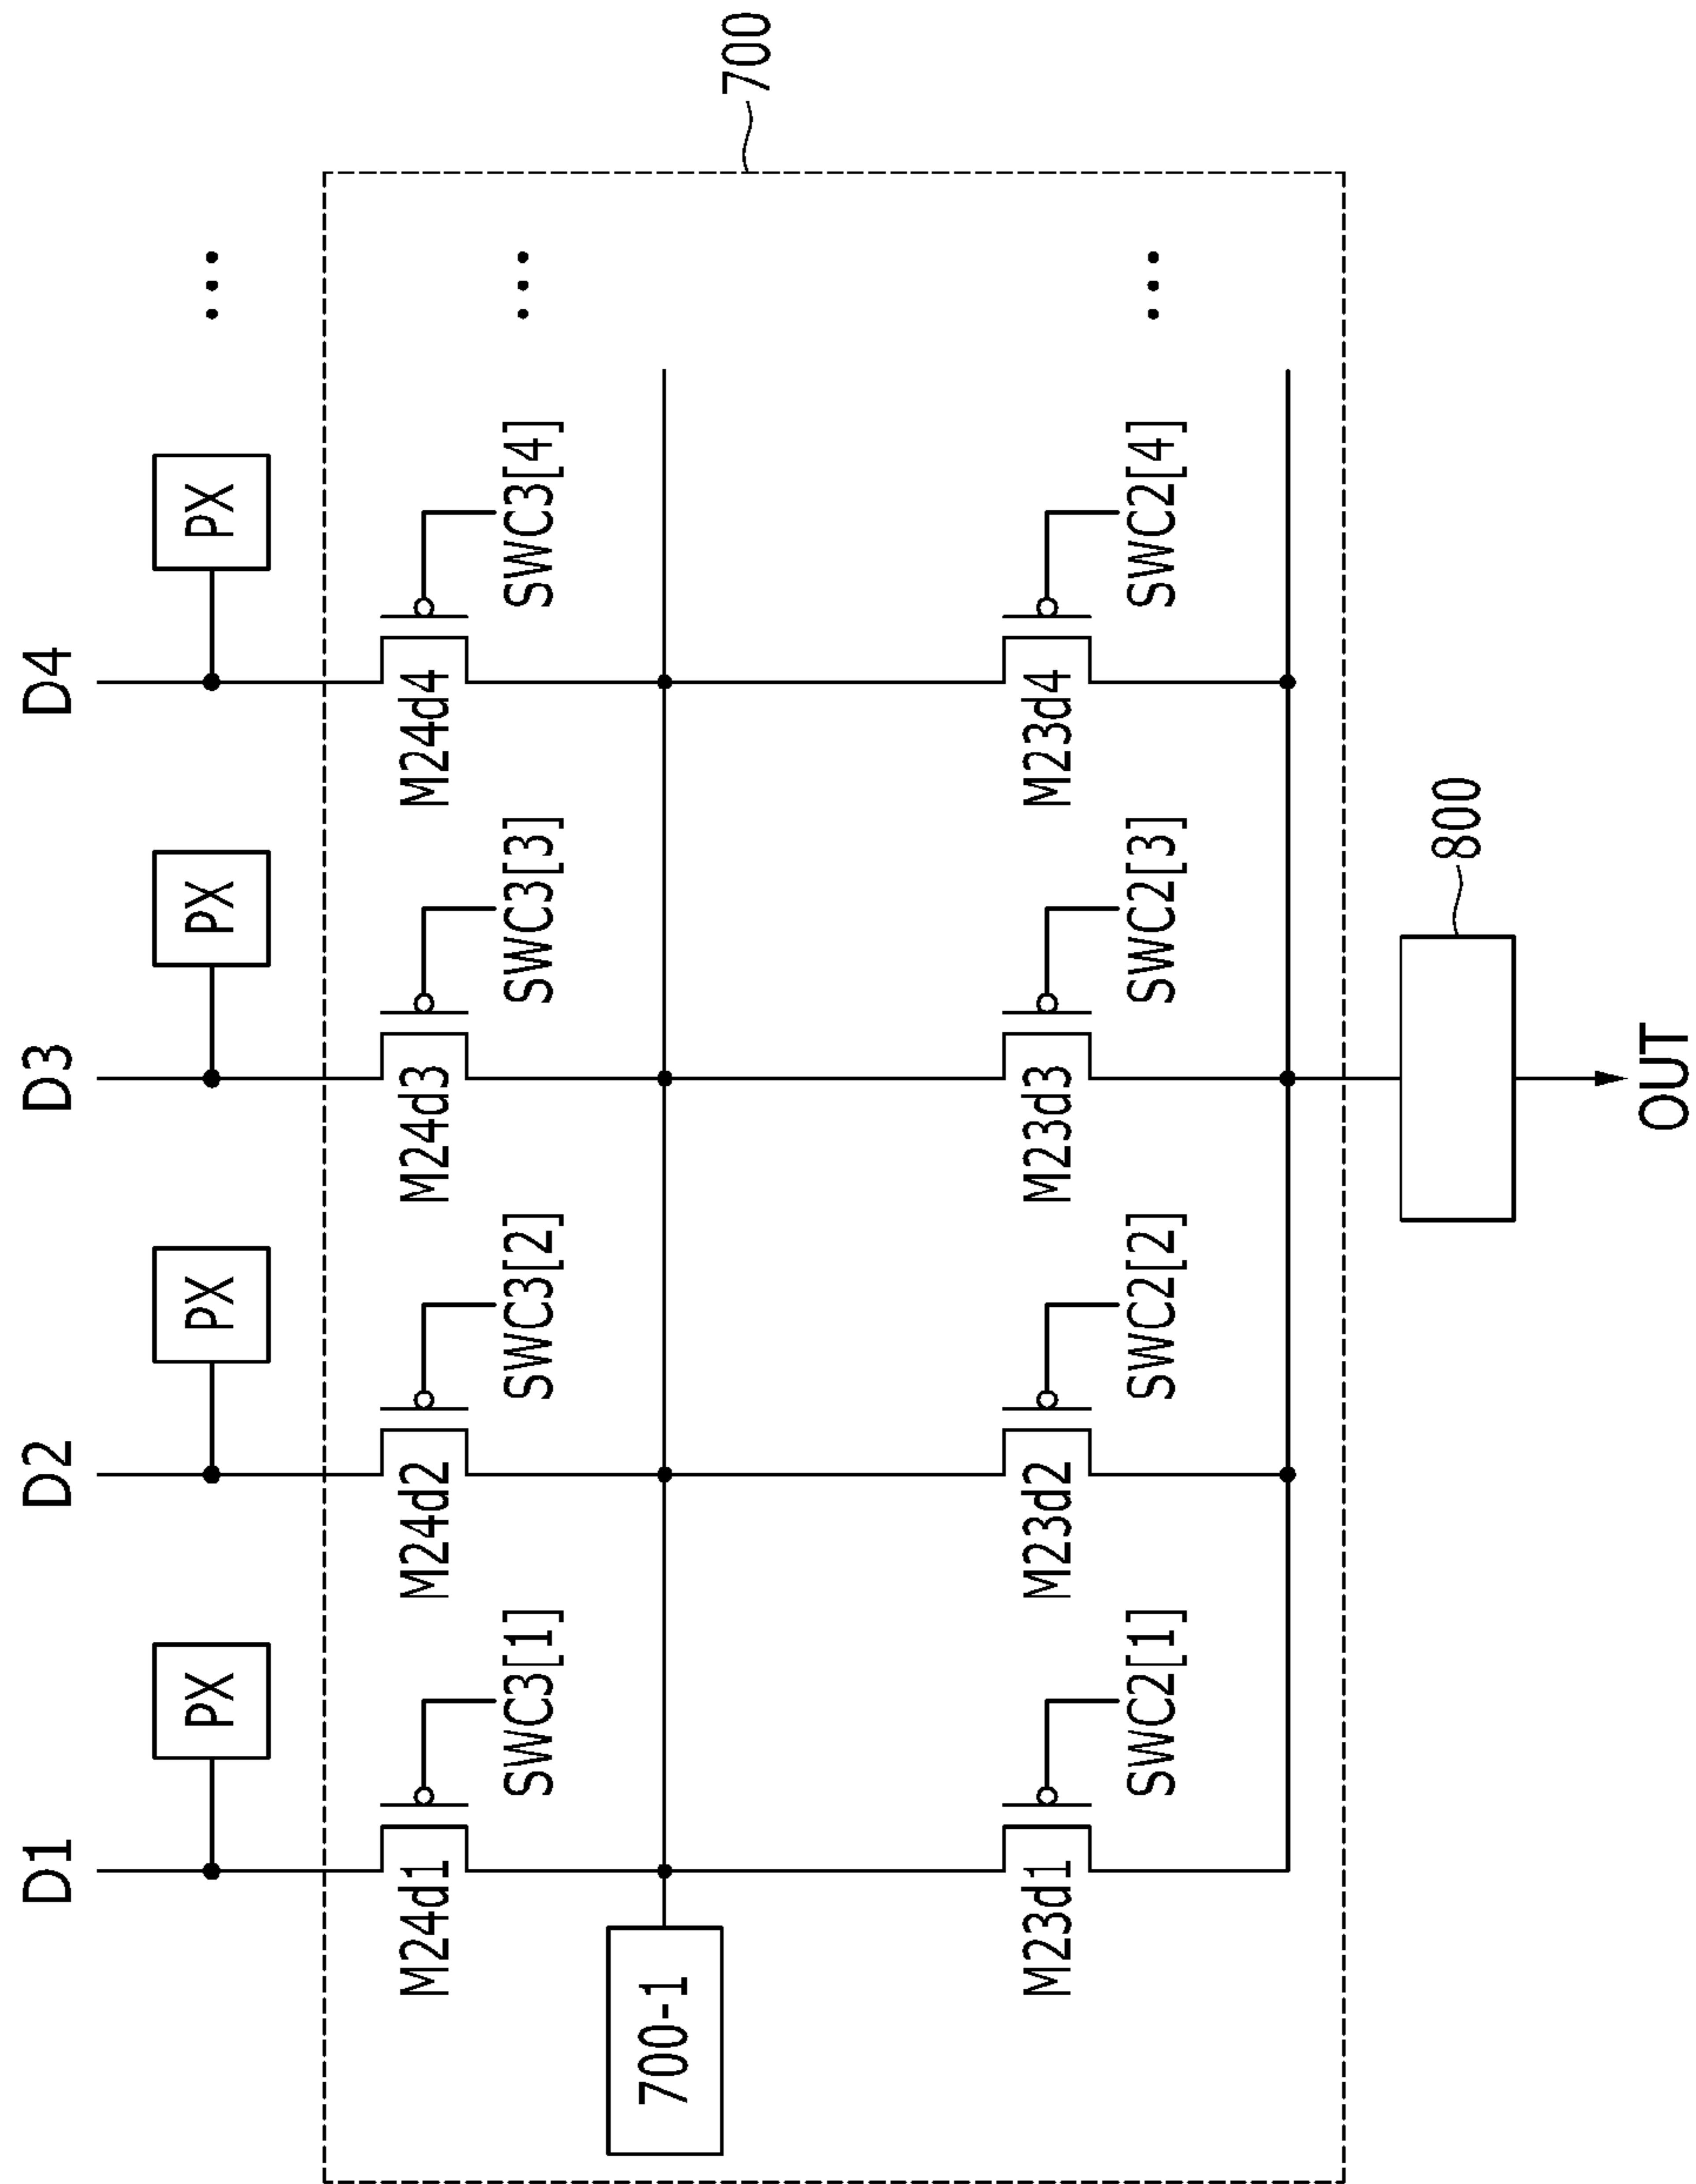 D1
D2
D3
D4
PX
PX
PX
PX
700
M24d1
M24d2
M24d3
M24d4
SWC3[1]
SWC3[2]
SWC3[3]
SWC3[4]
700-1
M23d1
M23d2
M23d3
M23d4
SWC2[1]
SWC2[2]
SWC2[3]
SWC2[4]
800
OUT